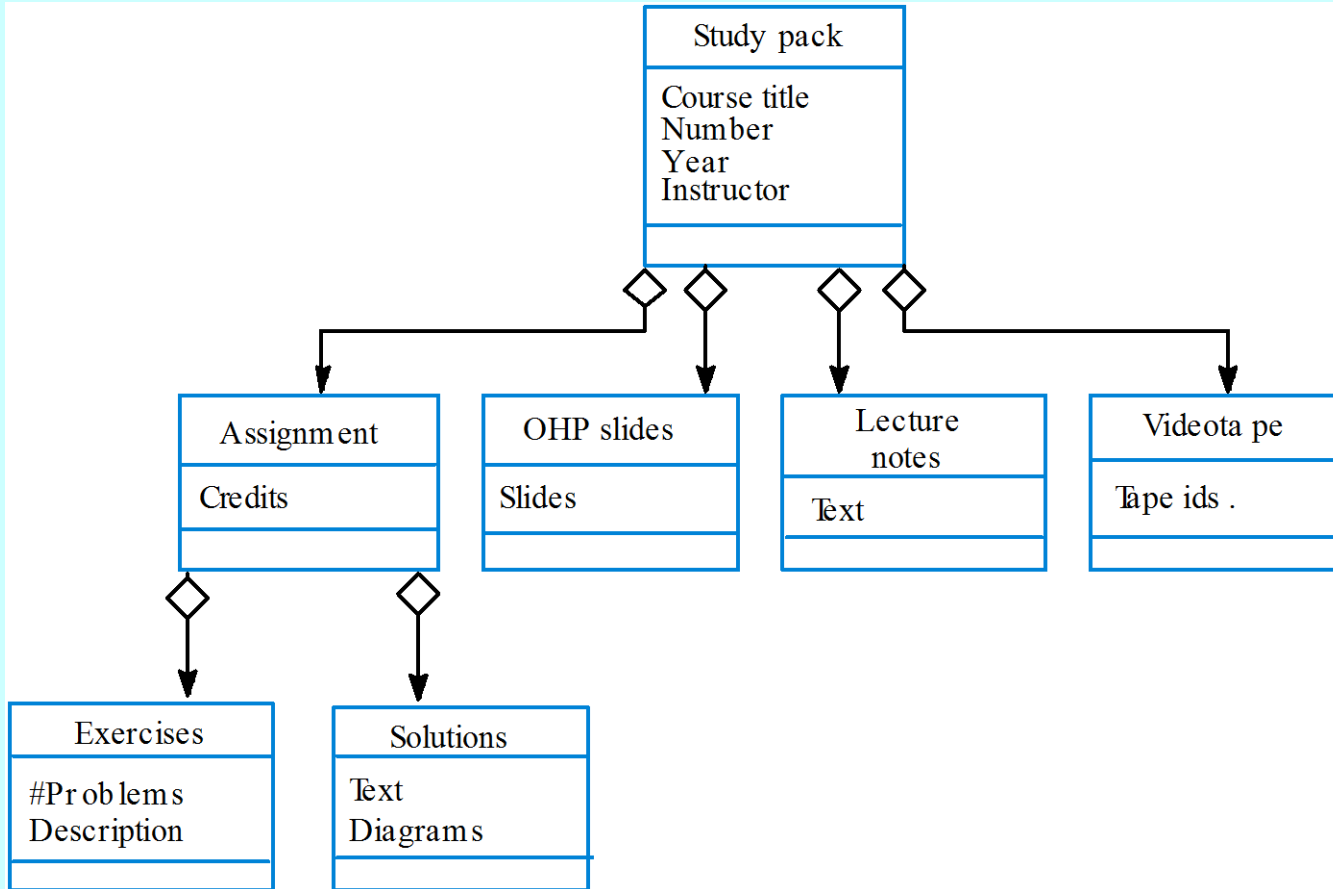 Study pack
Course title
Number
Year
Instructor
Assignment
Credits
OHP slides
Slides
Lecture
notes
Text
Videota pe
Tape ids .
Exercises
#Pr ob lem s
Description
Solutions
Text
Diagrams